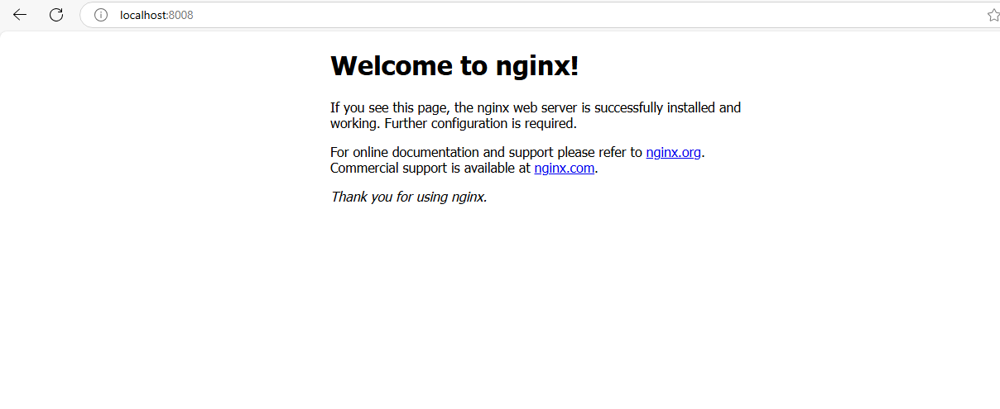 localhost:8008
Welcome to nginx!
If you see this page, the nginx web server is successfully installed and
working. Further configuration is required.
For online documentation and support please refer to nginx.org.
Commercial support is available at nginx.com.
Thank you for using nginx.